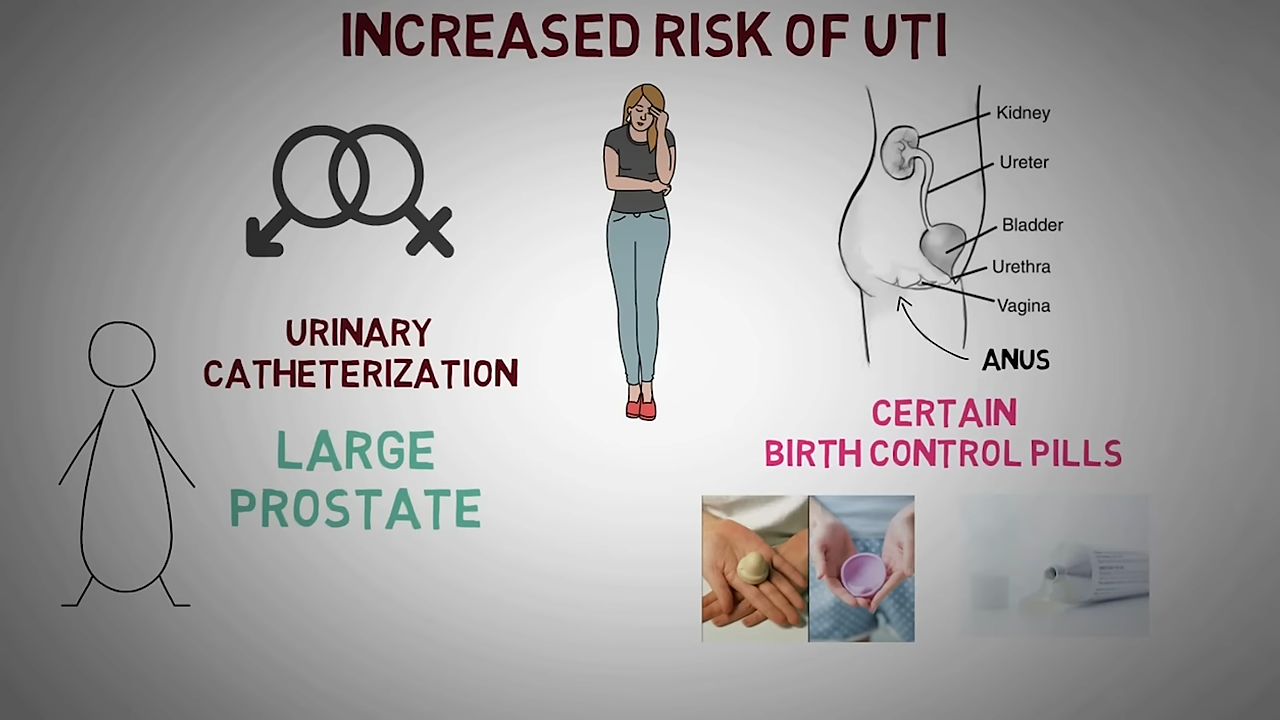 INCREASED RISK OF UTI
Kidney
Ureter
Bladder
Urethra
Vagina
ANUS
URINARY
CATHETERIZATION
LARGE
PROSTATE
CERTAIN
BIRTH CONTROL PILLS